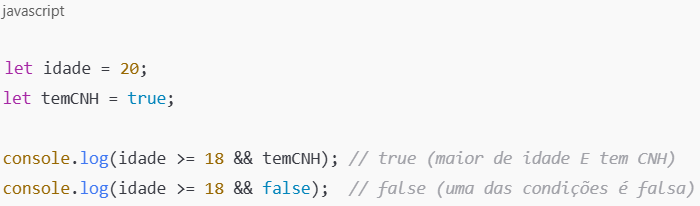 javascript
let idade = 20;
let temCNH = true;
console.log(idade >= 18 && temCNH); // true (maior de idade E tem CNH)
console.log(idade >= 18 && false);  // false (uma das condições é falsa)